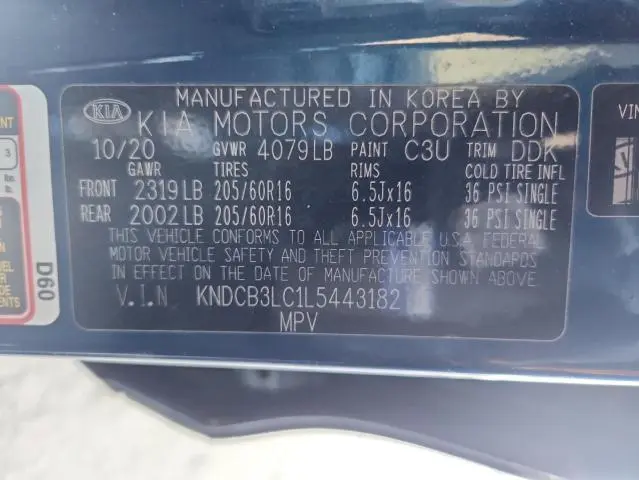 MANUFACTURED IN KOREA BY
KIA KIA MOTORS CORPORATION
10/20 GVWR 4079LB PAINT C3U TRIM DDK
GAWR TIRES RIMS COLD TIRE INFL
FRONT 2319LB 205/60R16 6.5Jx16 36 PSI SINGLE
REAR 2002LB 205/60R16 6.5Jx16 36 PSI SINGLE
THIS VEHICLE CONFORMS TO ALL APPLICABLE U.S.A. FEDERAL
MOTOR VEHICLE SAFETY AND THEFT PREVENTION STANDARDS
IN EFFECT ON THE DATE OF MANUFACTURE SHOWN ABOVE.
V.I.N KNDCB3LC1L5443182
MPV
D60
VIN
3